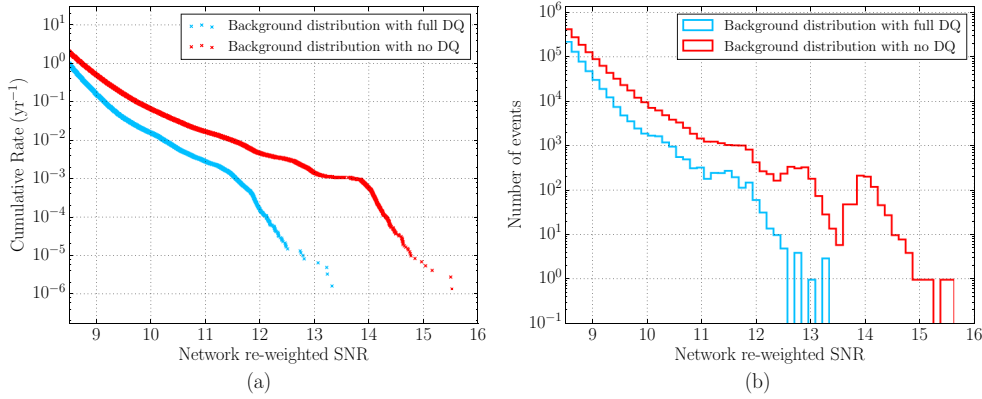 Background distribution with full DQ
Background distribution with no DQ
Cumulative Rate (yr⁻¹)
10¹
10⁰
10⁻¹
10⁻²
10⁻³
10⁻⁴
10⁻⁵
10⁻⁶
9 10 11 12 13 14 15 16
Network re-weighted SNR
(a)
Background distribution with full DQ
Background distribution with no DQ
Number of events
10⁶
10⁵
10⁴
10³
10²
10¹
10⁰
10⁻¹
9 10 11 12 13 14 15 16
Network re-weighted SNR
(b)